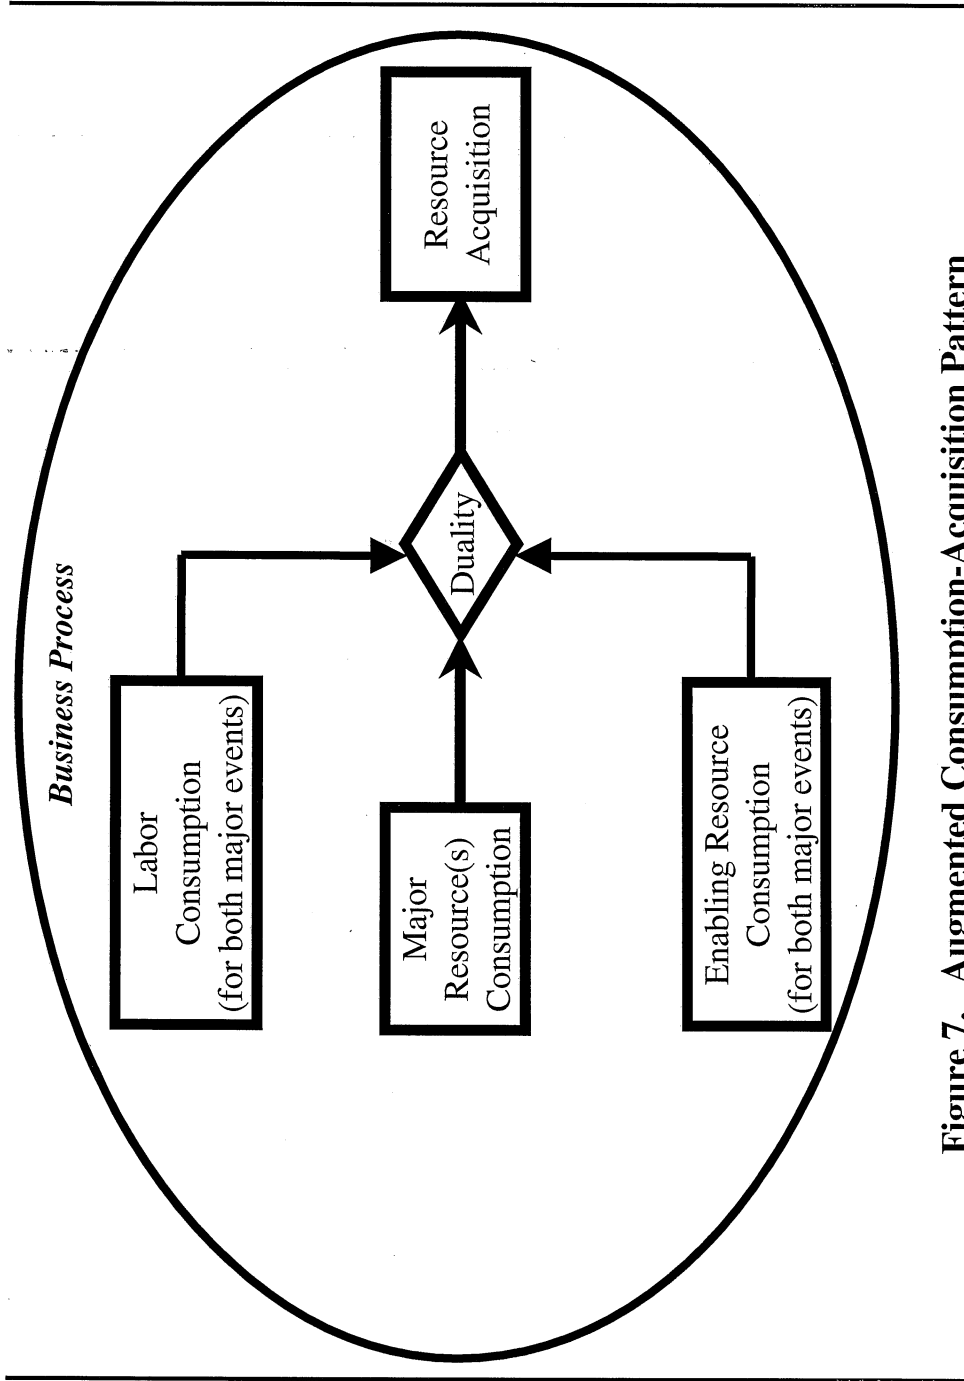 Business Process
Labor
Consumption
(for both major events)
Major
Resource(s)
Consumption
Duality
Resource
Acquisition
Enabling Resource
Consumption
(for both major events)
Figure 7. Augmented Consumption-Acquisition Pattern